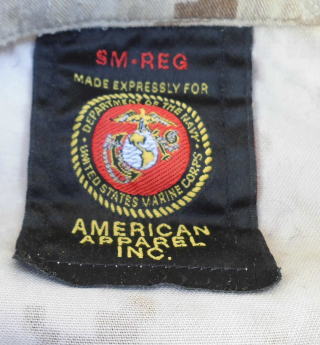 SM-REG
MADE EXPRESSLY FOR
DEPARTMENT OF THE NAVY
UNITED STATES MARINE CORPS
AMERICAN
APPAREL
INC.